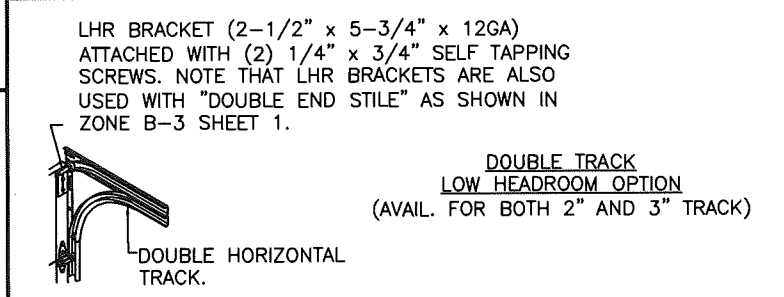 LHR BRACKET (2-1/2" x 5-3/4" x 12GA)
ATTACHED WITH (2) 1/4" x 3/4" SELF TAPPING
SCREWS. NOTE THAT LHR BRACKETS ARE ALSO
USED WITH "DOUBLE END STILE" AS SHOWN IN
ZONE B-3 SHEET 1.
DOUBLE TRACK
LOW HEADROOM OPTION
(AVAIL. FOR BOTH 2" AND 3" TRACK)
DOUBLE HORIZONTAL
TRACK.